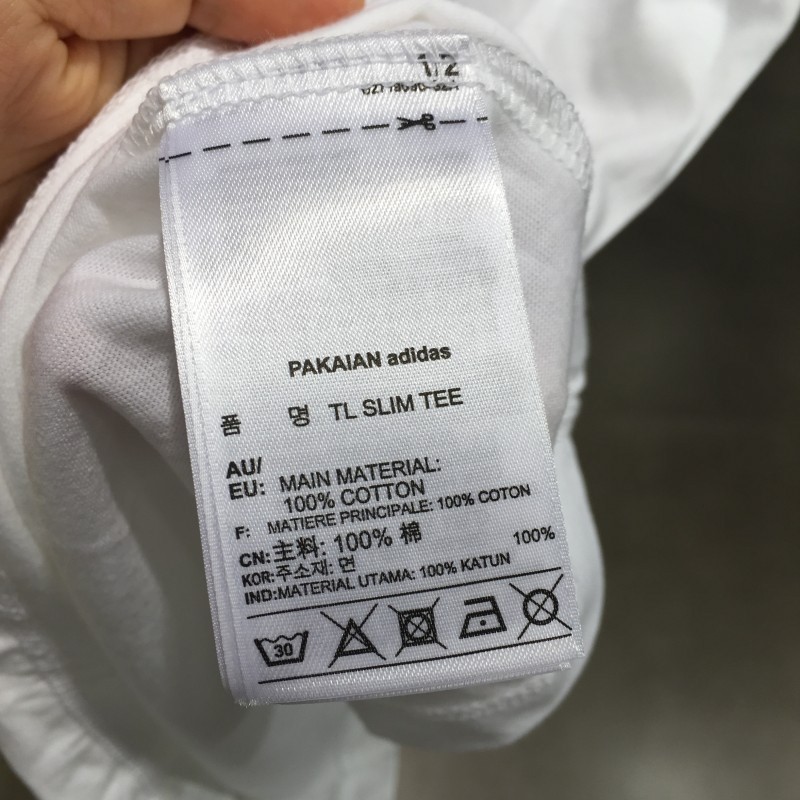 1/2
PAKAIAN adidas
품 명 TL SLIM TEE
AU/
EU: MAIN MATERIAL:
100% COTTON
F: MATIERE PRINCIPALE: 100% COTON
CN: 主料: 100% 棉
KOR: 주소재: 면 100%
IND: MATERIAL UTAMA: 100% KATUN
30